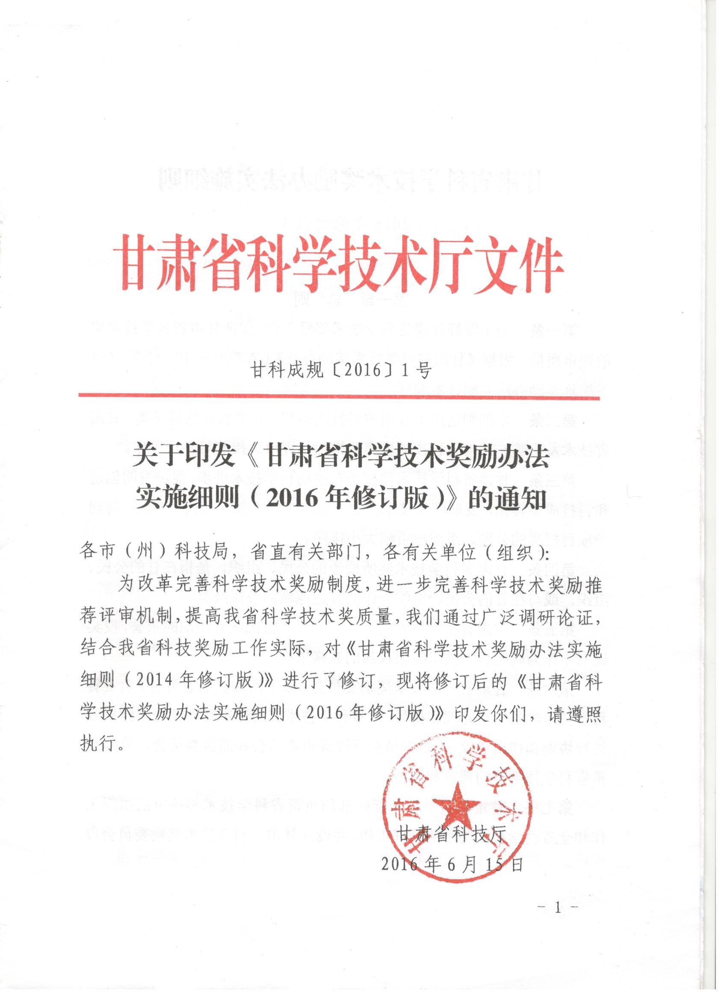 甘肃省科学技术厅文件
甘科成规〔2016〕1号
关于印发《甘肃省科学技术奖励办法
实施细则（2016年修订版）》的通知
各市（州）科技局，省直有关部门，各有关单位（组织）：
为改革完善科学技术奖励制度，进一步完善科学技术奖励推
荐评审机制，提高我省科学技术奖质量，我们通过广泛调研论证，
结合我省科技奖励工作实际，对《甘肃省科学技术奖励办法实施
细则（2014年修订版）》进行了修订，现将修订后的《甘肃省科
学技术奖励办法实施细则（2016年修订版）》印发你们，请遵照
执行。
甘肃省科学技术厅
甘肃省科技厅
2016年6月15日
- 1 -